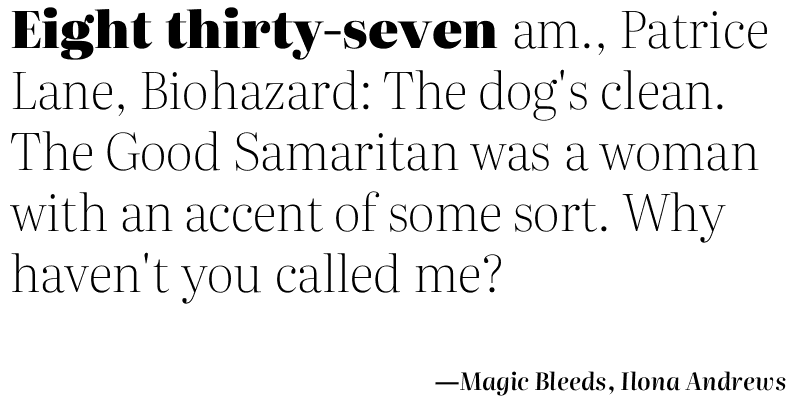 Eight thirty-seven am., Patrice
Lane, Biohazard: The dog's clean.
The Good Samaritan was a woman
with an accent of some sort. Why
haven't you called me?
—Magic Bleeds, Ilona Andrews